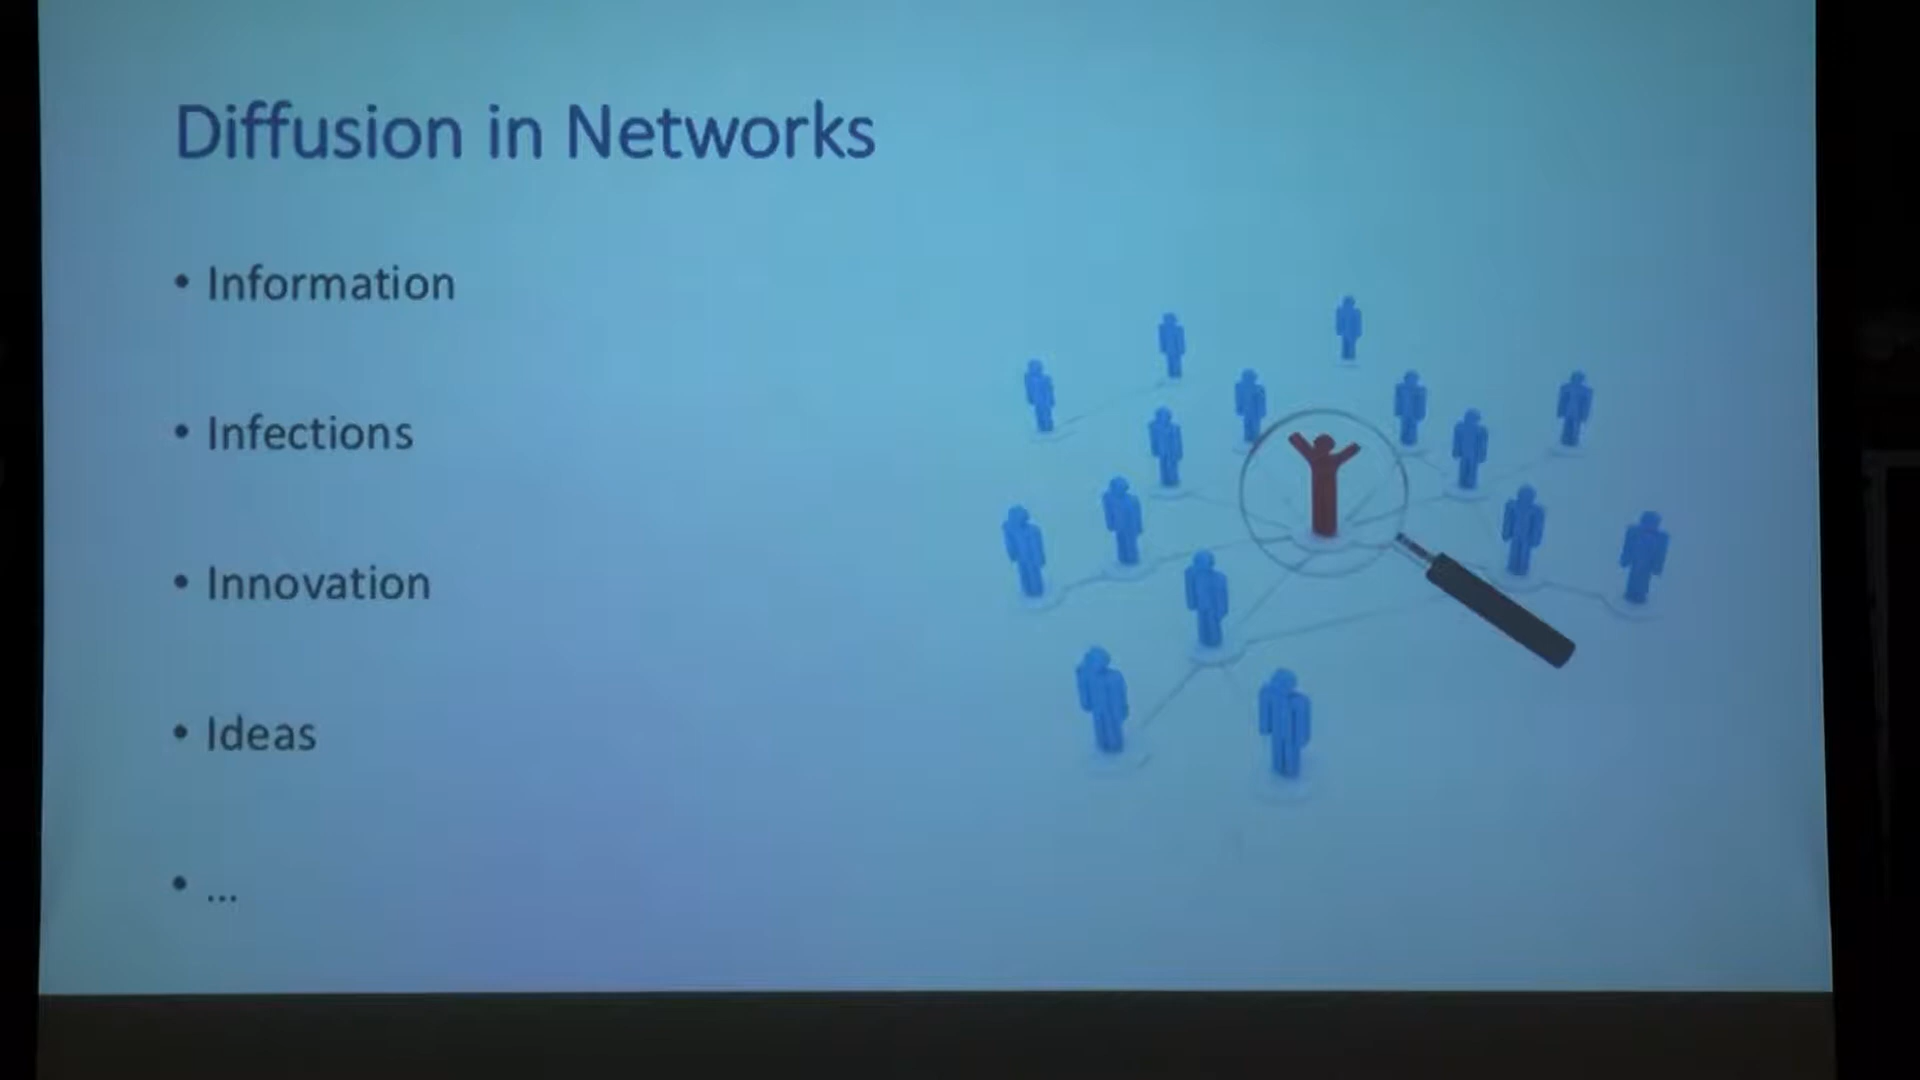 Diffusion in Networks
• Information
• Infections
• Innovation
• Ideas
• ...